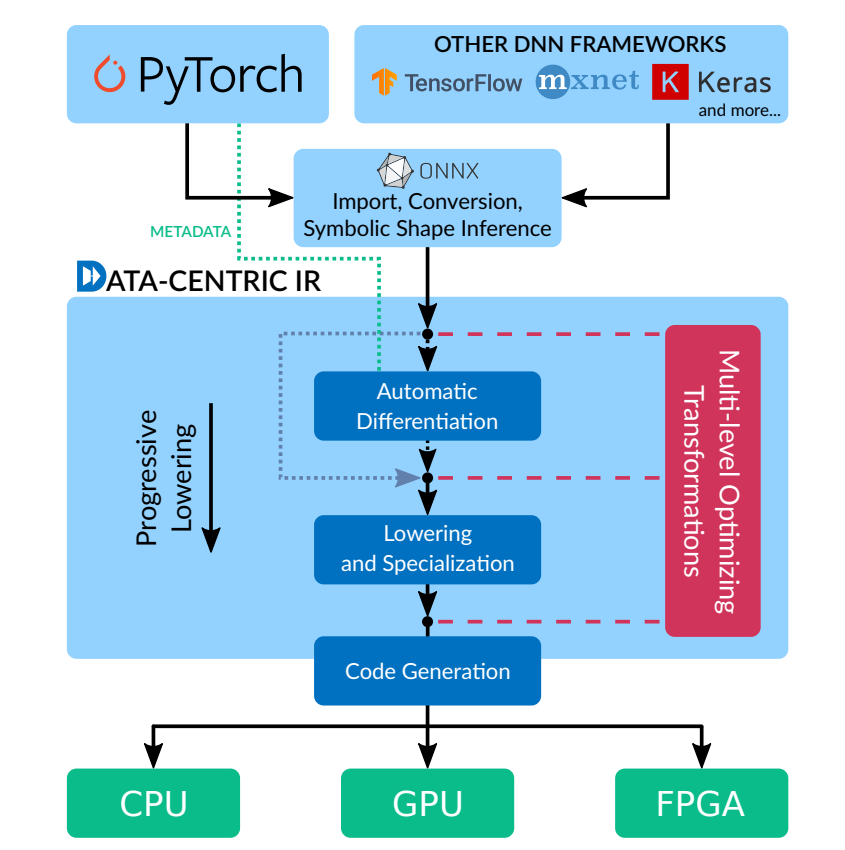 PyTorch
OTHER DNN FRAMEWORKS
TensorFlow
mxnet
K Keras
and more...
ONNX
Import, Conversion,
Symbolic Shape Inference
METADATA
DATA-CENTRIC IR
Automatic
Differentiation
Progressive
Lowering
Multi-level Optimizing
Transformations
Lowering
and Specialization
Code Generation
CPU
GPU
FPGA